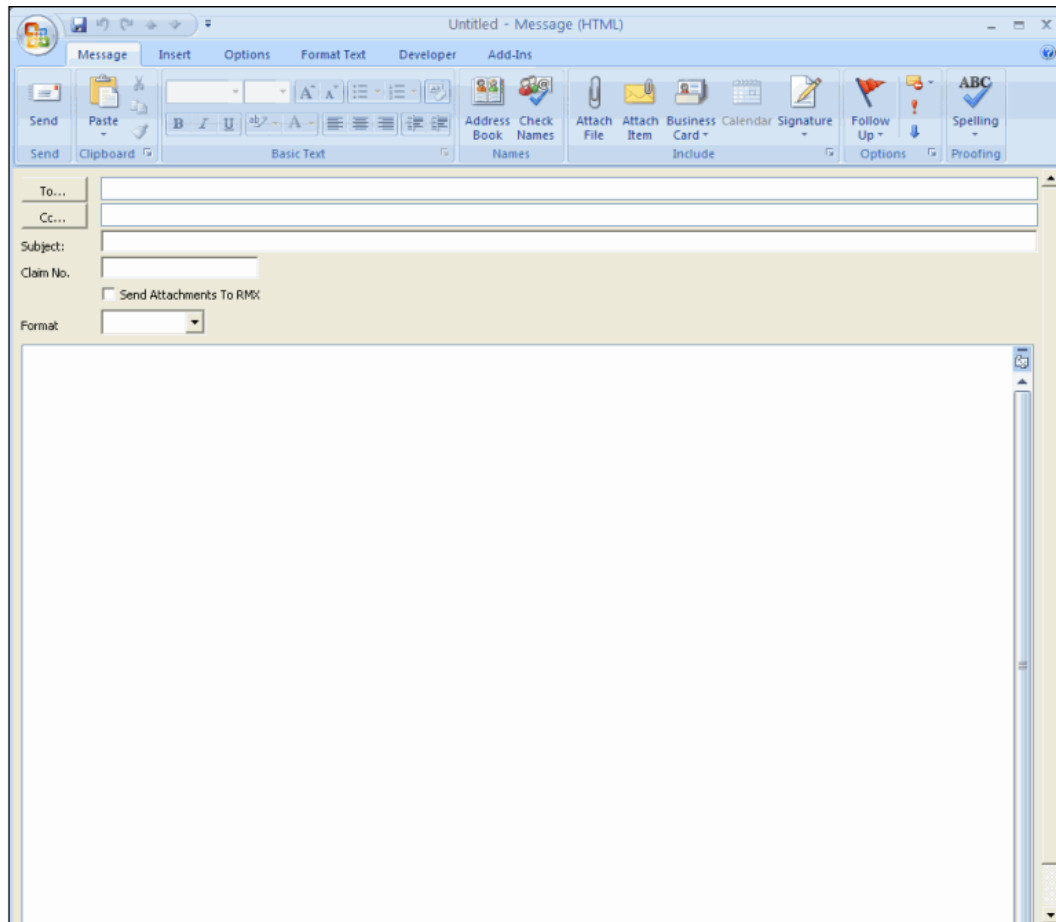 Untitled - Message (HTML)
Message Insert Options Format Text Developer Add-Ins
Send Paste Address Book Check Names Attach File Attach Item Business Card Calendar Signature Follow Up ABC Spelling
B I U ab A
Send Clipboard Basic Text Names Include Options Proofing
To...
Cc...
Subject:
Claim No.
Send Attachments To RMX
Format